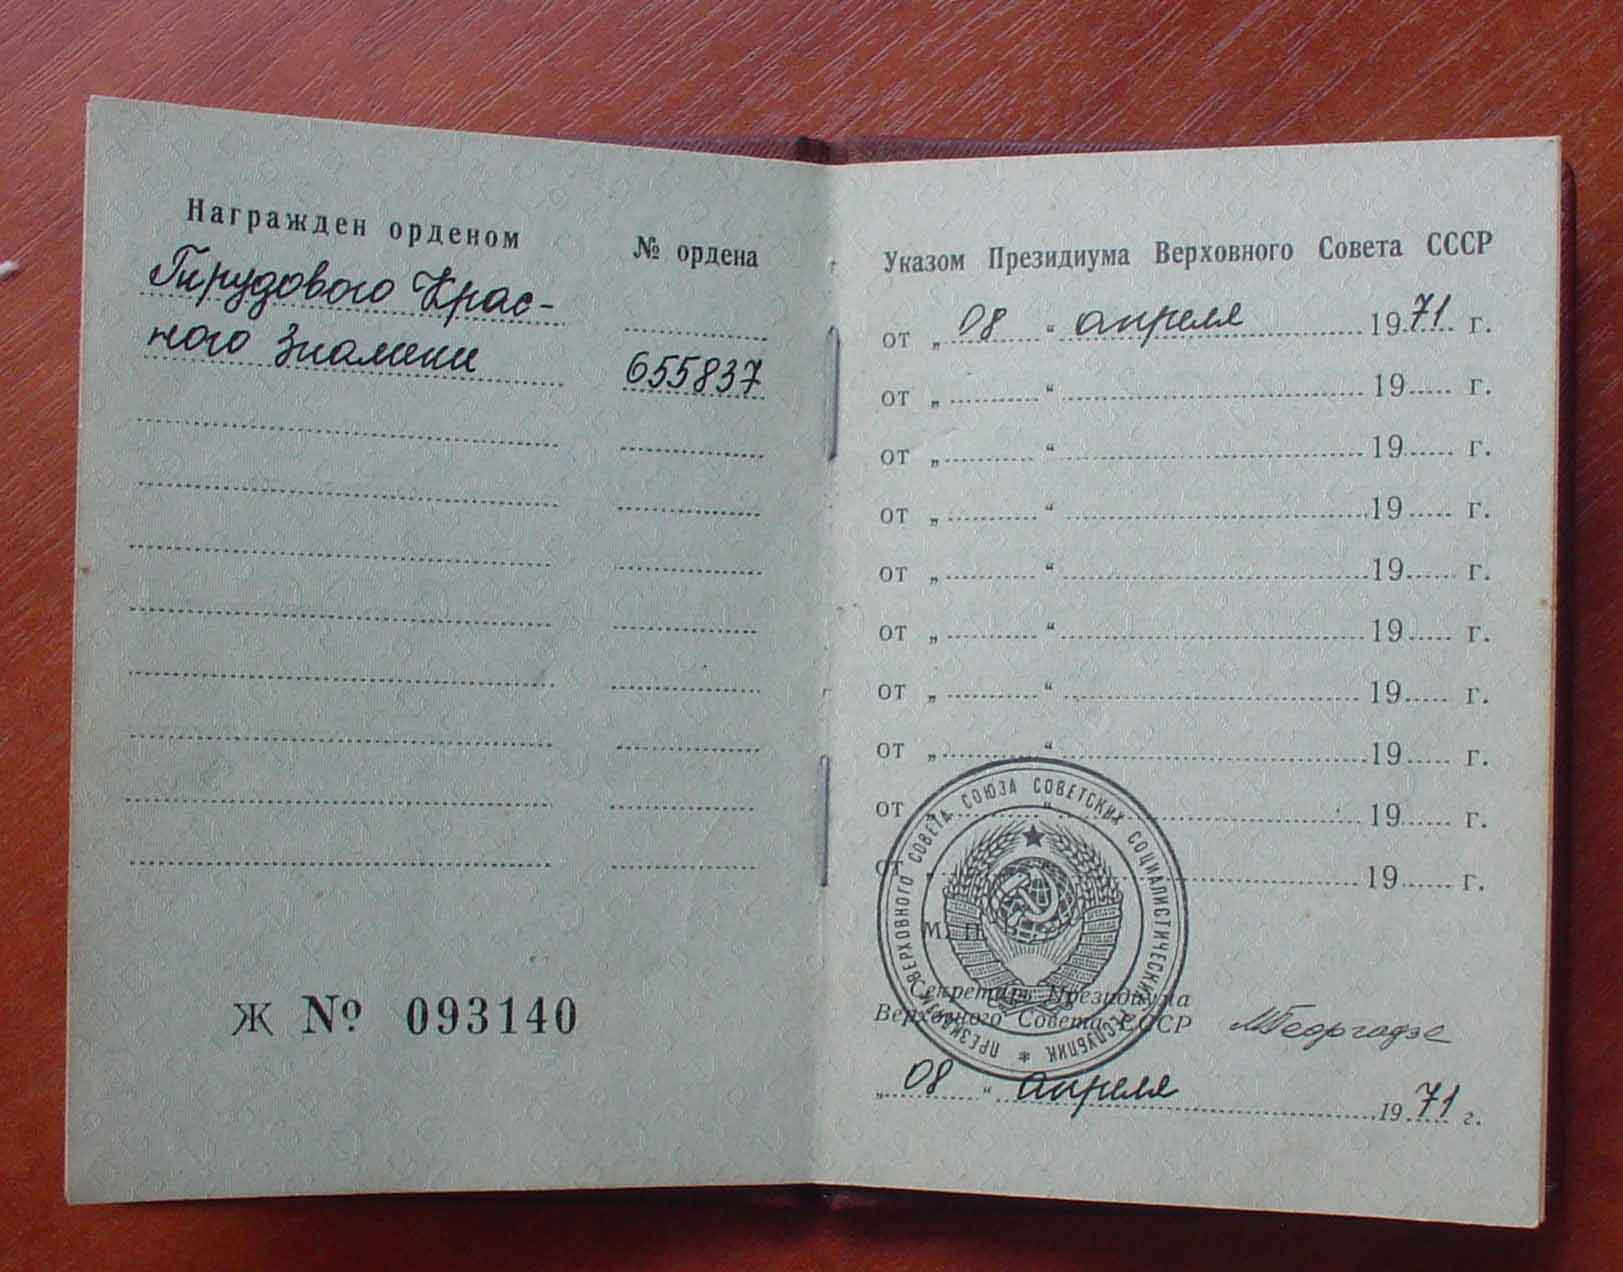 Награжден орденом № ордена
Трудового Крас-
ного Знамени 655837
Ж № 093140
Указом Президиума Верховного Совета СССР
от „ 08 “ апреля 1971 г.
от „ “ 19 г.
от „ “ 19 г.
от „ “ 19 г.
от „ “ 19 г.
от „ “ 19 г.
от „ “ 19 г.
от „ “ 19 г.
от „ “ 19 г.
от „ 19 г.
М. П.
ПРЕЗИДИУМ ВЕРХОВНОГО СОВЕТА СОЮЗА СОВЕТСКИХ СОЦИАЛИСТИЧЕСКИХ РЕСПУБЛИК *
Секретарь Президиума
Верховного Совета СССР МГеоргадзе
„ 08 “ апреля 1971 г.